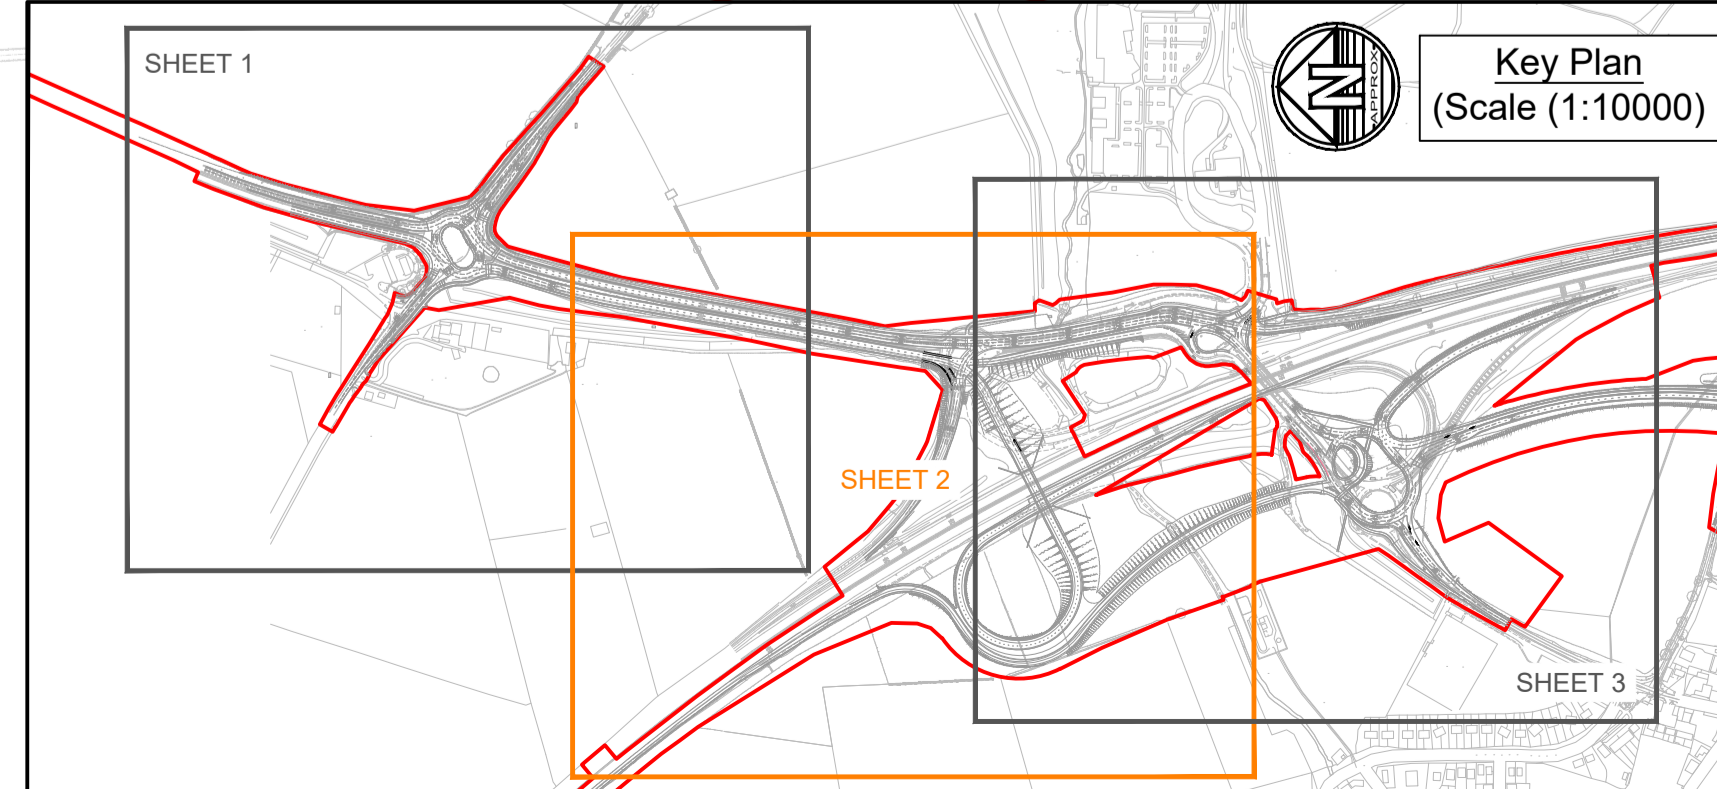 SHEET 1
N
APPROX
Key Plan
(Scale (1:10000)
SHEET 2
SHEET 3